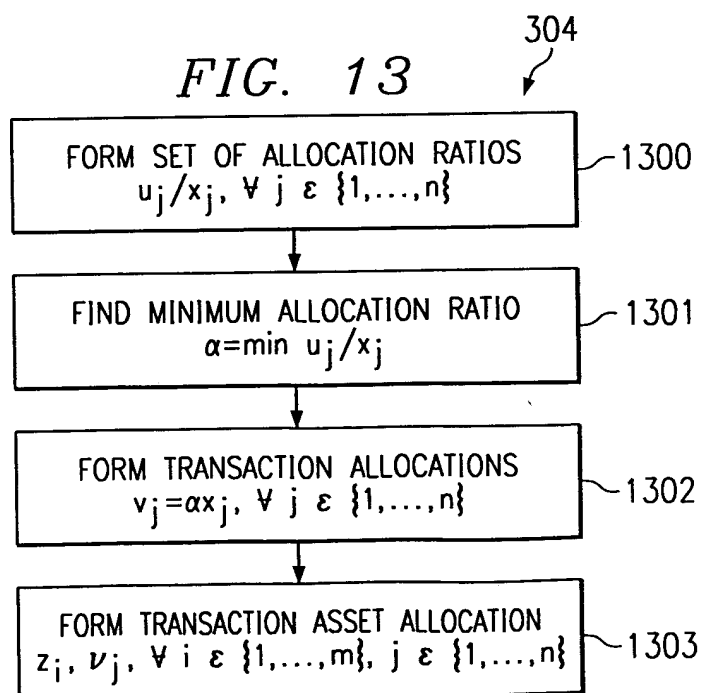 304
FIG. 13
FORM SET OF ALLOCATION RATIOS
u_j/x_j, ∀ j ε {1,...,n}
1300
FIND MINIMUM ALLOCATION RATIO
α=min u_j/x_j
1301
FORM TRANSACTION ALLOCATIONS
v_j=αx_j, ∀ j ε {1,...,n}
1302
FORM TRANSACTION ASSET ALLOCATION
z_i, ν_j, ∀ i ε {1,...,m}, j ε {1,...,n}
1303